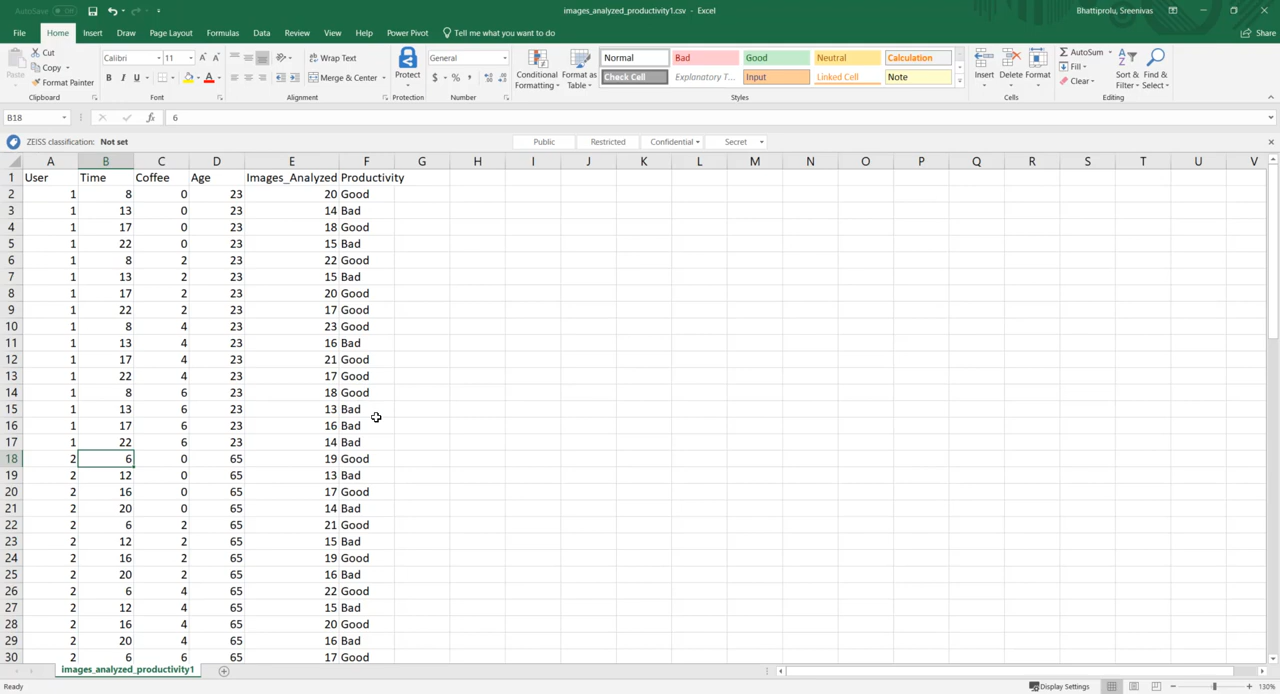 AutoSave Off images_analyzed_productivity1.csv - Excel Bhattiprolu, Sreenivas
File Home Insert Draw Page Layout Formulas Data Review View Help Power Pivot Tell me what you want to do Share
Paste Cut Copy Format Painter Clipboard
Calibri 11 B I U Font
Wrap Text Merge & Center Alignment
Protect Protection
General $ % , Number
Conditional Formatting Format as Table
Normal Bad Good Neutral Calculation
Check Cell Explanatory T... Input Linked Cell Note
Styles
Insert Delete Format Cells
AutoSum Fill Clear Sort & Filter Find & Select Editing
B18 fx 6
ZEISS classification: Not set Public Restricted Confidential Secret
A B C D E F G H I J K L M N O P Q R S T U V
1 User Time Coffee Age Images_Analyzed Productivity
2 1 8 0 23 20 Good
3 1 13 0 23 14 Bad
4 1 17 0 23 18 Good
5 1 22 0 23 15 Bad
6 1 8 2 23 22 Good
7 1 13 2 23 15 Bad
8 1 17 2 23 20 Good
9 1 22 2 23 17 Good
10 1 8 4 23 23 Good
11 1 13 4 23 16 Bad
12 1 17 4 23 21 Good
13 1 22 4 23 17 Good
14 1 8 6 23 18 Good
15 1 13 6 23 13 Bad
16 1 17 6 23 16 Bad
17 1 22 6 23 14 Bad
18 2 6 0 65 19 Good
19 2 12 0 65 13 Bad
20 2 16 0 65 17 Good
21 2 20 0 65 14 Bad
22 2 6 2 65 21 Good
23 2 12 2 65 15 Bad
24 2 16 2 65 19 Good
25 2 20 2 65 16 Bad
26 2 6 4 65 22 Good
27 2 12 4 65 15 Bad
28 2 16 4 65 20 Good
29 2 20 4 65 16 Bad
30 2 6 6 65 17 Good
images_analyzed_productivity1
Ready Display Settings 130%